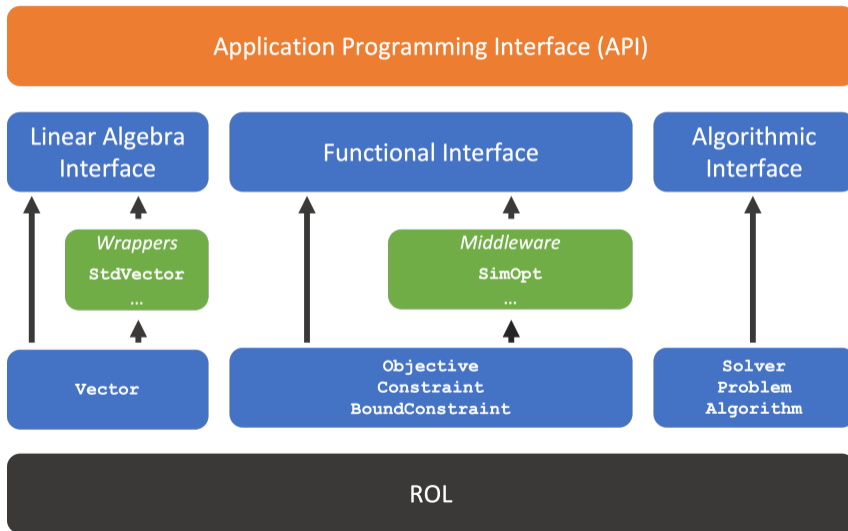 Application Programming Interface (API)
Linear Algebra
Interface
Functional Interface
Algorithmic
Interface
Wrappers
StdVector
...
Middleware
SimOpt
...
Vector
Objective
Constraint
BoundConstraint
Solver
Problem
Algorithm
ROL